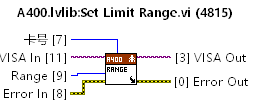 A400.lvlib:Set Limit Range.vi (4815)
卡号 [7]
VISA In [11]
A400
[3] VISA Out
Range [9]
RANGE
Error In [8]
[0] Error Out